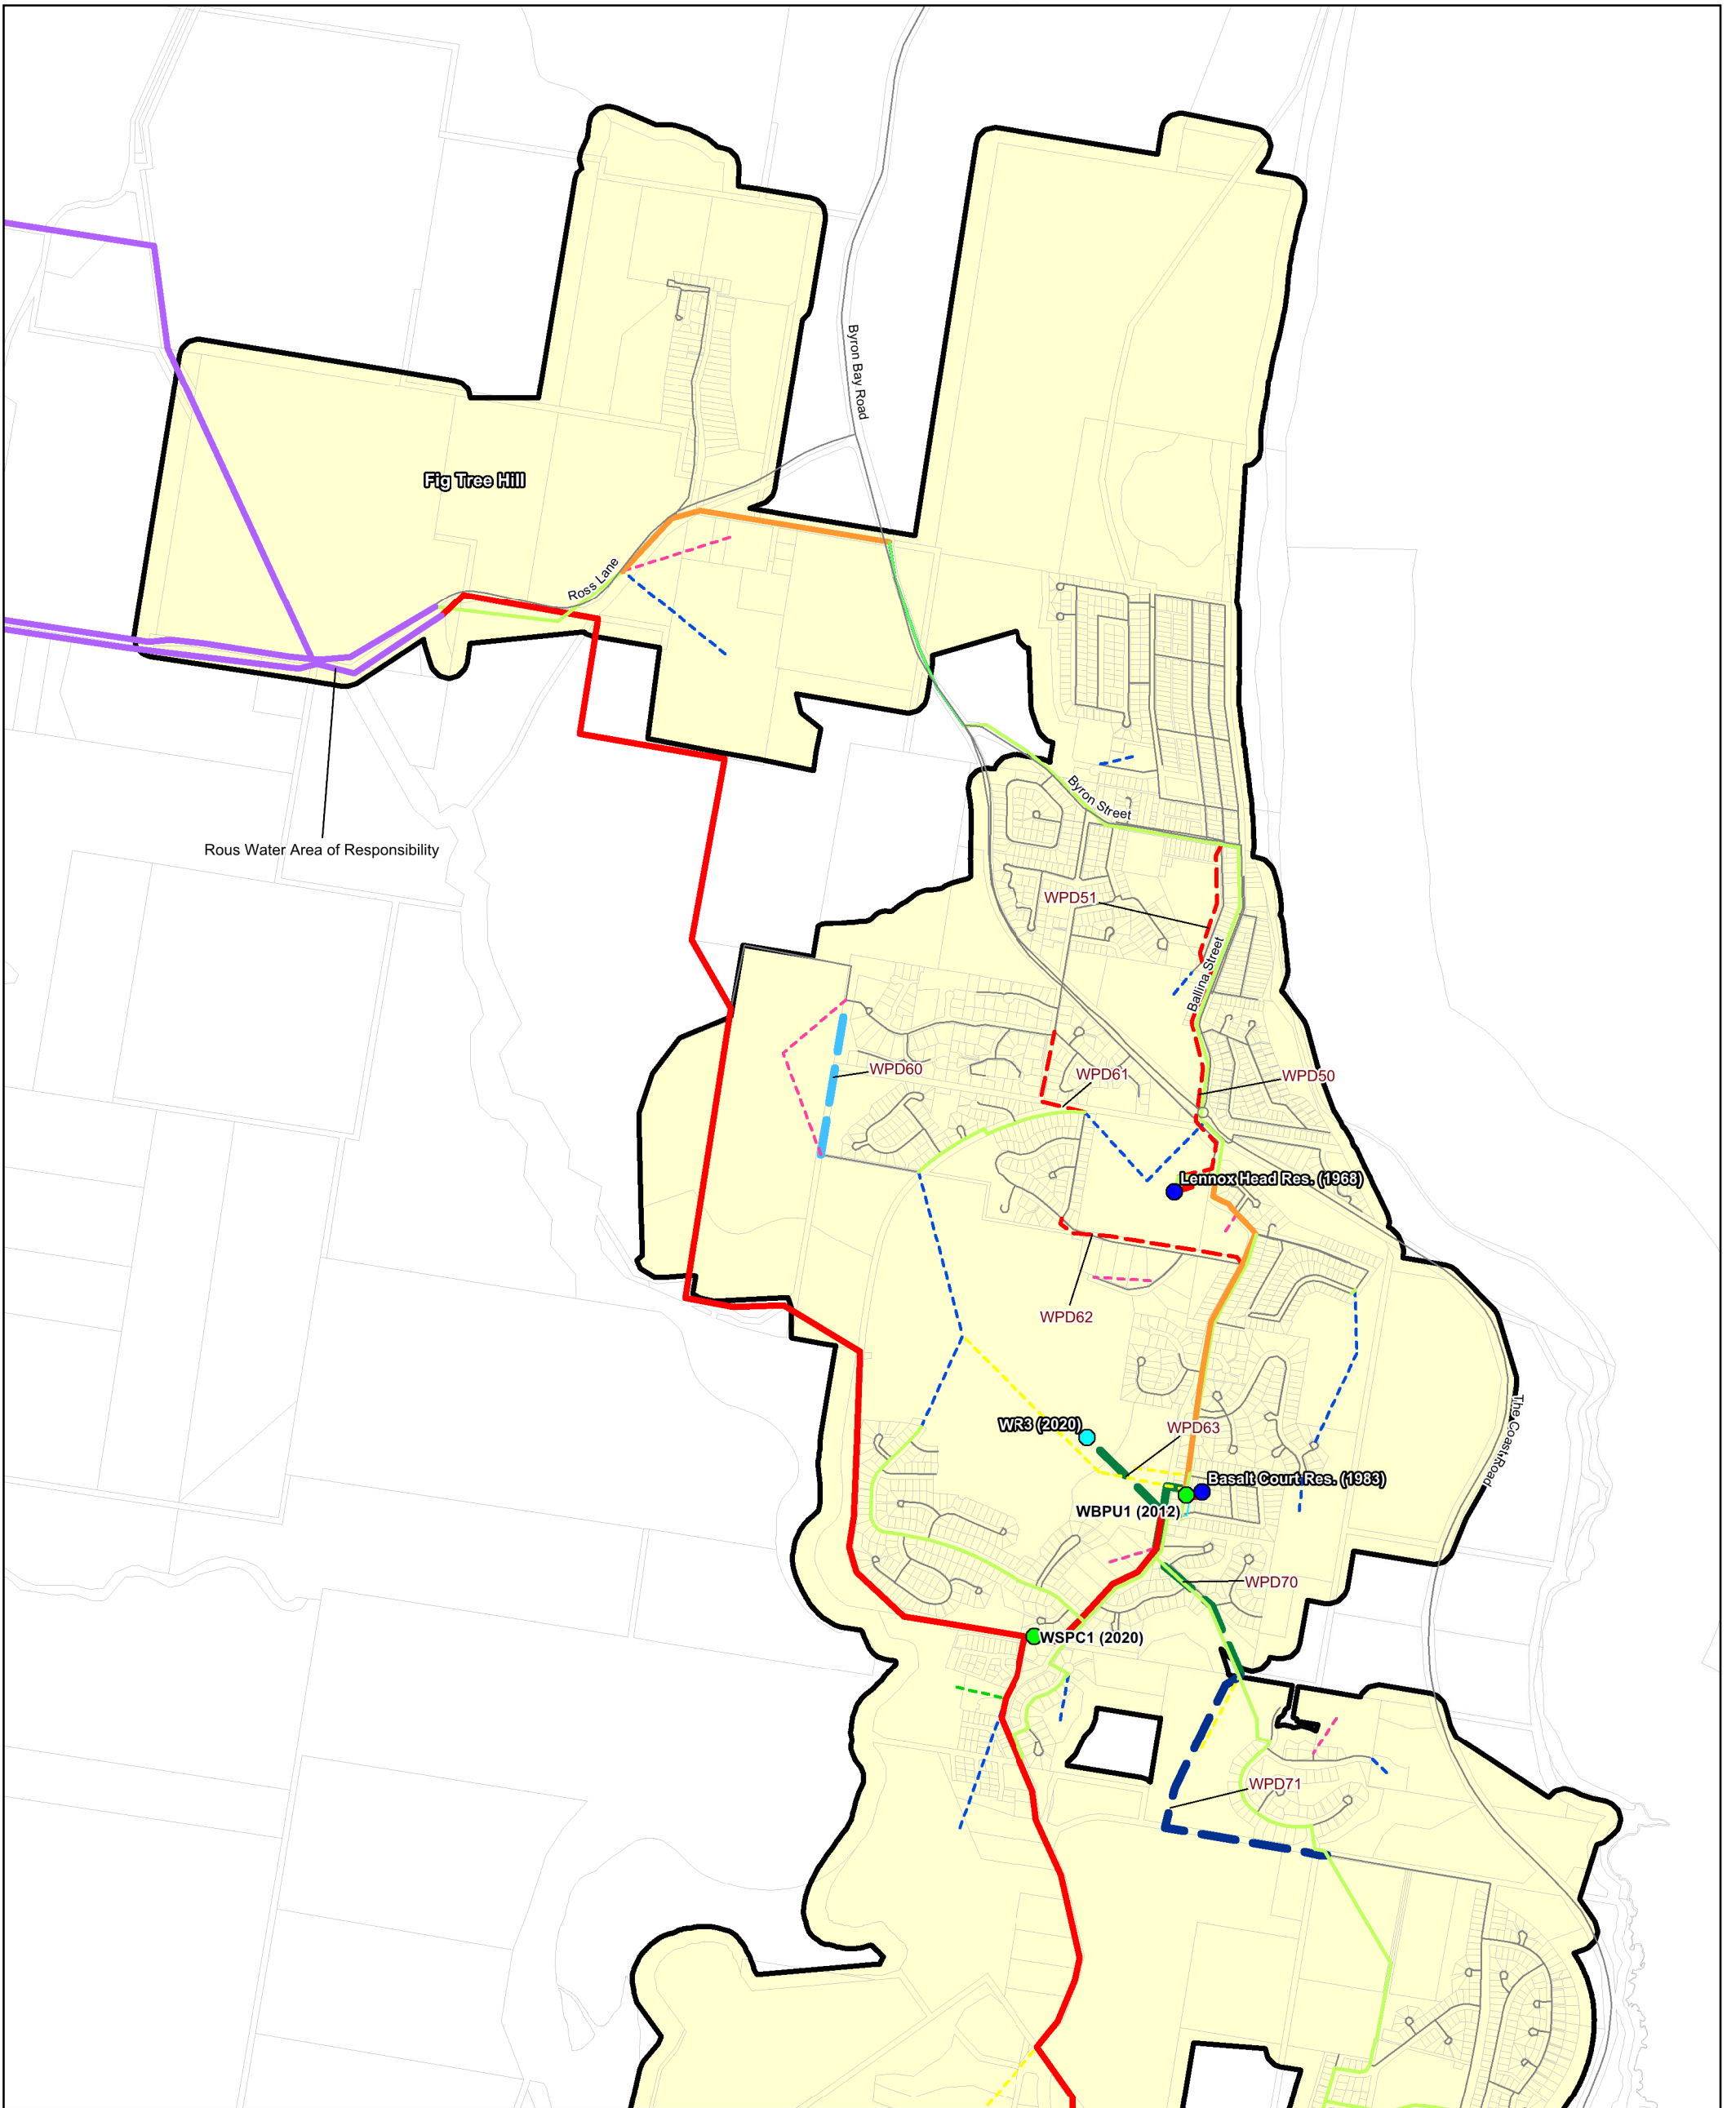 Byron Bay Road
Fig Tree Hill
Ross Lane
Byron Street
Rous Water Area of Responsibility
WPD51
Ballina Street
WPD60
WPD61
WPD50
Lennox Head Res. (1968)
WPD62
The Coast Road
WR3 (2020)
WPD63
Basalt Court Res. (1983)
WBPU1 (2012)
WPD70
WSPC1 (2020)
WPD71